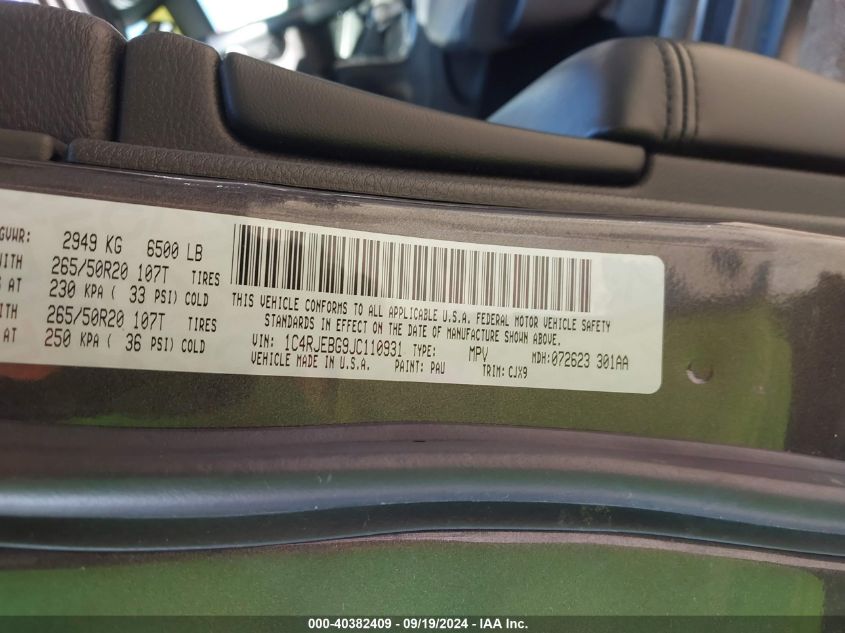 GVWR: 2949 KG 6500 LB
WITH 265/50R20 107T TIRES
AT 230 KPA ( 33 PSI) COLD
WITH 265/50R20 107T TIRES
AT 250 KPA ( 36 PSI) COLD
THIS VEHICLE CONFORMS TO ALL APPLICABLE U.S.A. FEDERAL MOTOR VEHICLE SAFETY
STANDARDS IN EFFECT ON THE DATE OF MANUFACTURE SHOWN ABOVE.
VIN: 1C4RJEBG9JC110931 TYPE: MPV MDH:072623 301AA
VEHICLE MADE IN U.S.A. PAINT: PAU TRIM: CJX9
000-40382409 - 09/19/2024 - IAA Inc.